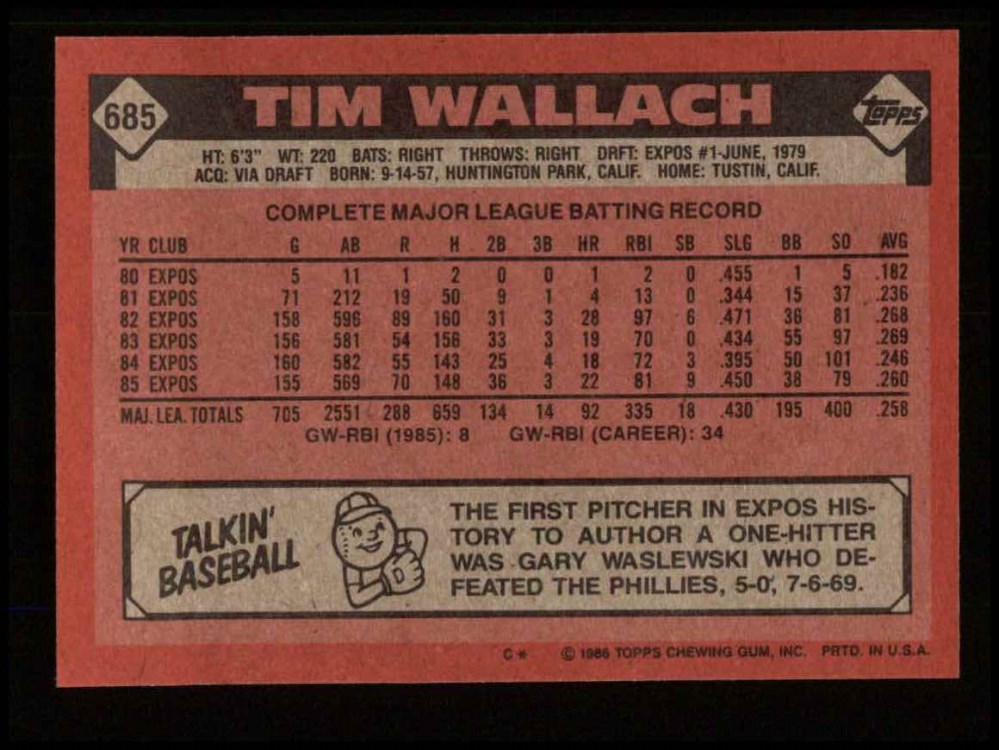 685 TIM WALLACH Topps
HT: 6'3" WT: 220 BATS: RIGHT THROWS: RIGHT DRFT: EXPOS #1-JUNE, 1979
ACQ: VIA DRAFT BORN: 9-14-57, HUNTINGTON PARK, CALIF. HOME: TUSTIN, CALIF.
COMPLETE MAJOR LEAGUE BATTING RECORD
YR CLUB G AB R H 2B 3B HR RBI SB SLG BB SO AVG
80 EXPOS 5 11 1 2 0 0 1 2 0 .455 1 5 .182
81 EXPOS 71 212 19 50 9 1 4 13 0 .344 15 37 .236
82 EXPOS 158 596 89 160 31 3 28 97 6 .471 36 81 .268
83 EXPOS 156 581 54 156 33 3 19 70 0 .434 55 97 .269
84 EXPOS 160 582 55 143 25 4 18 72 3 .395 50 101 .246
85 EXPOS 155 569 70 148 36 3 22 81 9 .450 38 79 .260
MAJ. LEA. TOTALS 705 2551 288 659 134 14 92 335 18 .430 195 400 .258
GW-RBI (1985): 8 GW-RBI (CAREER): 34
TALKIN'
BASEBALL
THE FIRST PITCHER IN EXPOS HIS-
TORY TO AUTHOR A ONE-HITTER
WAS GARY WASLEWSKI WHO DE-
FEATED THE PHILLIES, 5-0, 7-6-69.
C* © 1986 TOPPS CHEWING GUM, INC. PRTD. IN U.S.A.